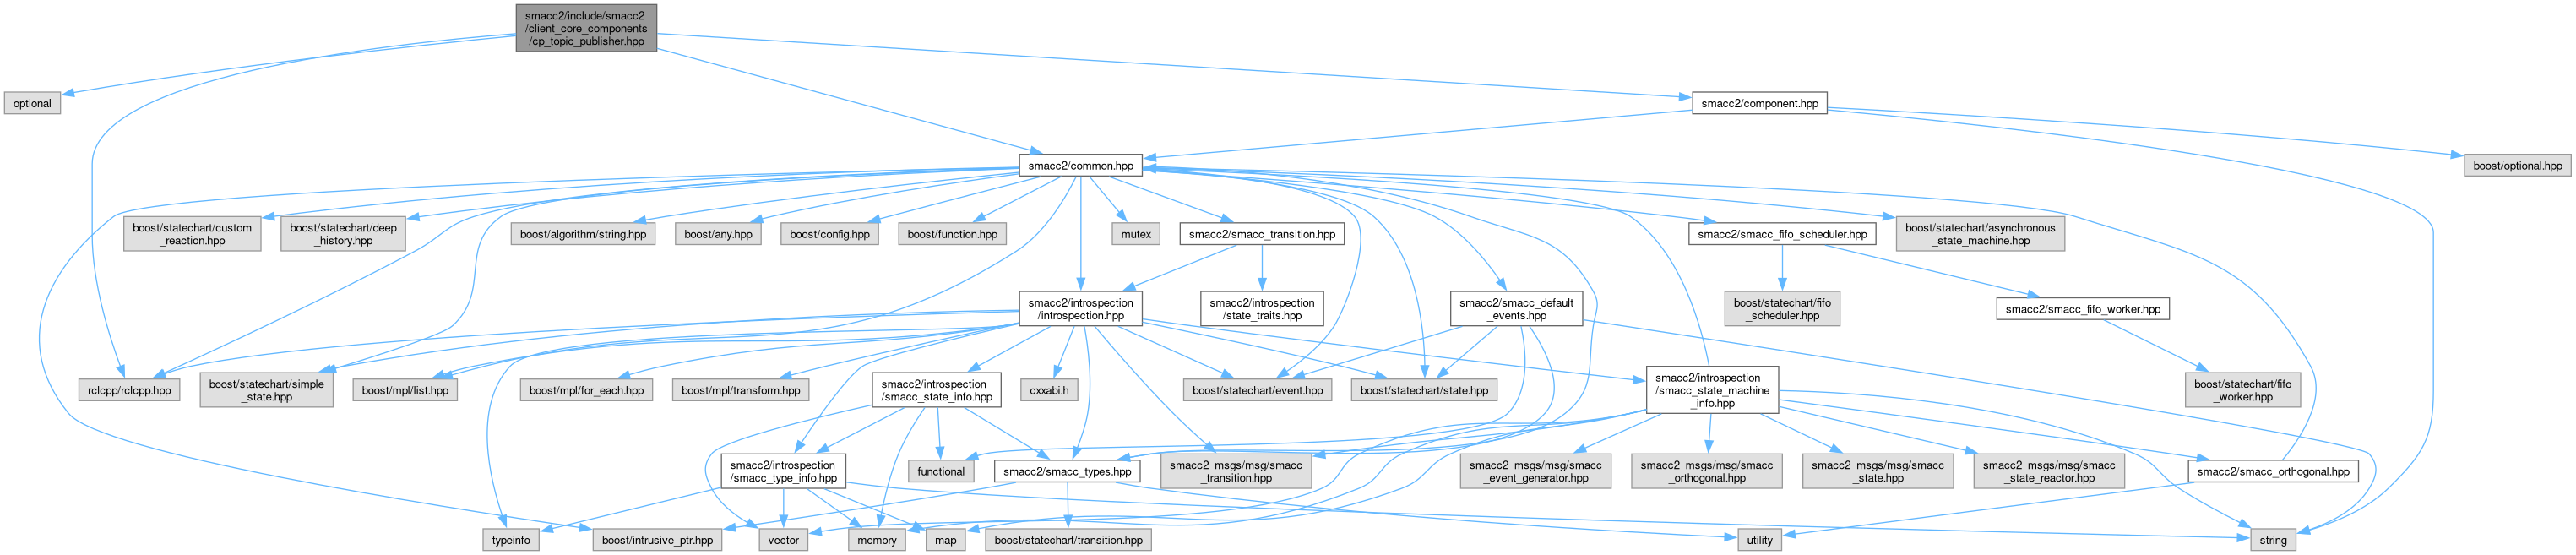 smacc2/include/smacc2
/client_core_components
/cp_topic_publisher.hpp
optional
smacc2/component.hpp
smacc2/common.hpp
boost/optional.hpp
boost/statechart/custom
_reaction.hpp
boost/statechart/deep
_history.hpp
boost/algorithm/string.hpp
boost/any.hpp
boost/config.hpp
boost/function.hpp
mutex
smacc2/smacc_transition.hpp
smacc2/smacc_fifo_scheduler.hpp
boost/statechart/asynchronous
_state_machine.hpp
smacc2/introspection
/introspection.hpp
smacc2/introspection
/state_traits.hpp
smacc2/smacc_default
_events.hpp
boost/statechart/fifo
_scheduler.hpp
smacc2/smacc_fifo_worker.hpp
rclcpp/rclcpp.hpp
boost/statechart/simple
_state.hpp
boost/mpl/list.hpp
boost/mpl/for_each.hpp
boost/mpl/transform.hpp
smacc2/introspection
/smacc_state_info.hpp
cxxabi.h
boost/statechart/event.hpp
boost/statechart/state.hpp
smacc2/introspection
/smacc_state_machine
_info.hpp
boost/statechart/fifo
_worker.hpp
smacc2/introspection
/smacc_type_info.hpp
functional
smacc2/smacc_types.hpp
smacc2_msgs/msg/smacc
_transition.hpp
smacc2_msgs/msg/smacc
_event_generator.hpp
smacc2_msgs/msg/smacc
_orthogonal.hpp
smacc2_msgs/msg/smacc
_state.hpp
smacc2_msgs/msg/smacc
_state_reactor.hpp
smacc2/smacc_orthogonal.hpp
typeinfo
boost/intrusive_ptr.hpp
vector
memory
map
boost/statechart/transition.hpp
utility
string